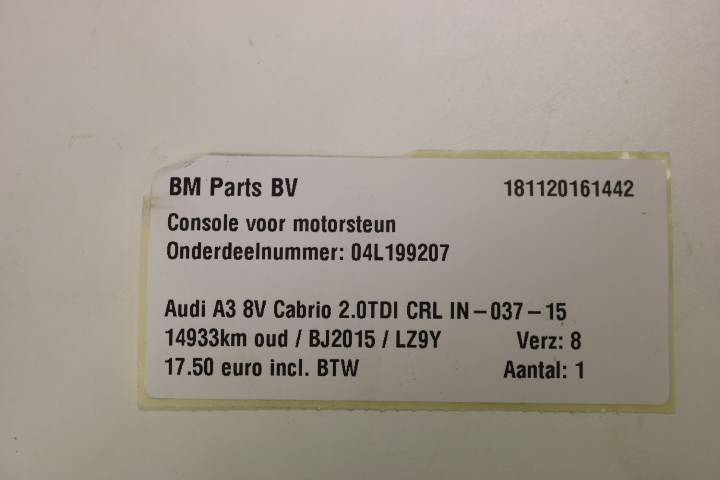 BM Parts BV 181120161442
Console voor motorsteun
Onderdeelnummer: 04L199207
Audi A3 8V Cabrio 2.0TDI CRL IN-037-15
14933km oud / BJ2015 / LZ9Y Verz: 8
17.50 euro incl. BTW Aantal: 1